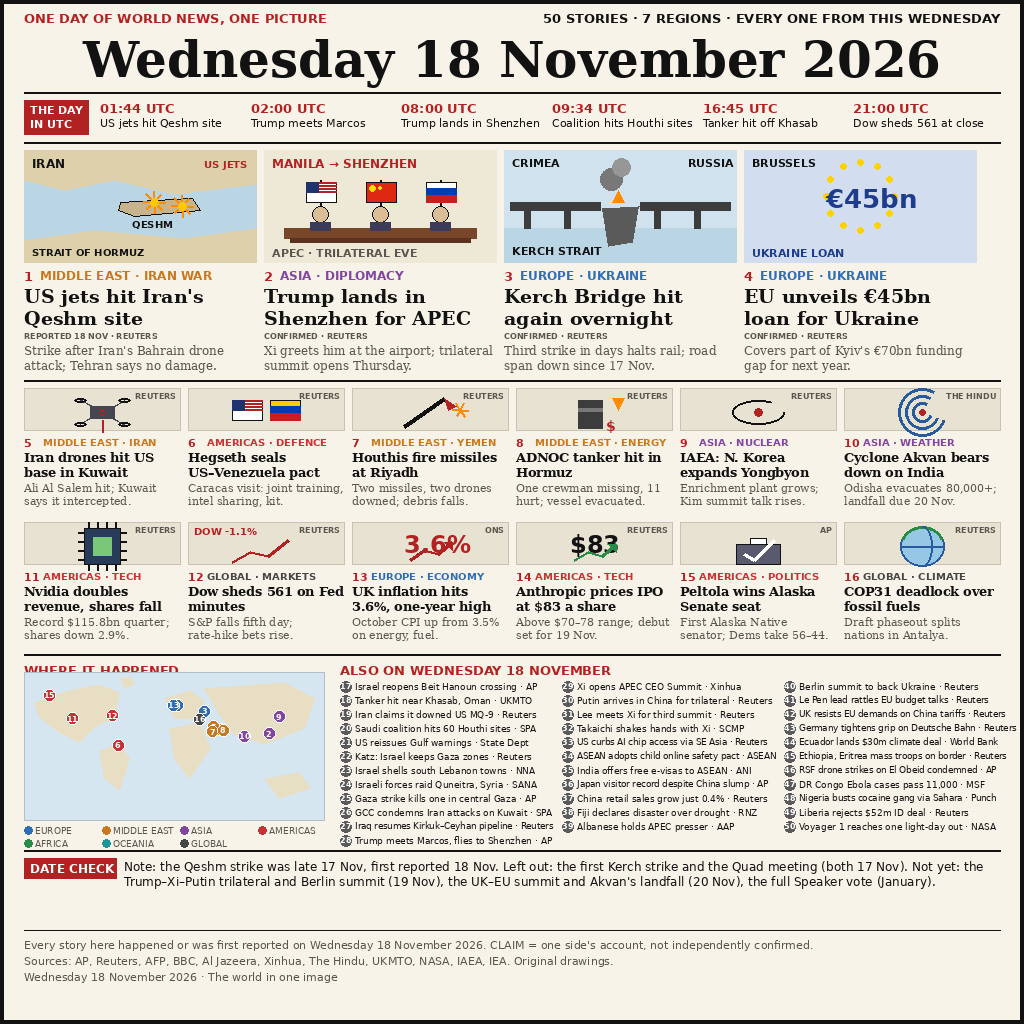 ONE DAY OF WORLD NEWS, ONE PICTURE
50 STORIES · 7 REGIONS · EVERY ONE FROM THIS WEDNESDAY
Wednesday 18 November 2026
THE DAY
IN UTC
01:44 UTC
US jets hit Qeshm site
02:00 UTC
Trump meets Marcos
08:00 UTC
Trump lands in Shenzhen
09:34 UTC
Coalition hits Houthi sites
16:45 UTC
Tanker hit off Khasab
21:00 UTC
Dow sheds 561 at close
IRAN
US JETS
QESHM
STRAIT OF HORMUZ
1 MIDDLE EAST · IRAN WAR
US jets hit Iran's
Qeshm site
REPORTED 18 NOV · REUTERS
Strike after Iran's Bahrain drone
attack; Tehran says no damage.
MANILA → SHENZHEN
APEC · TRILATERAL EVE
2 ASIA · DIPLOMACY
Trump lands in
Shenzhen for APEC
CONFIRMED · REUTERS
Xi greets him at the airport; trilateral
summit opens Thursday.
CRIMEA
RUSSIA
KERCH STRAIT
3 EUROPE · UKRAINE
Kerch Bridge hit
again overnight
CONFIRMED · REUTERS
Third strike in days halts rail; road
span down since 17 Nov.
BRUSSELS
€45bn
UKRAINE LOAN
4 EUROPE · UKRAINE
EU unveils €45bn
loan for Ukraine
CONFIRMED · REUTERS
Covers part of Kyiv's €70bn funding
gap for next year.
REUTERS
5 MIDDLE EAST · IRAN
Iran drones hit US
base in Kuwait
Ali Al Salem hit; Kuwait
says it intercepted.
REUTERS
6 AMERICAS · DEFENCE
Hegseth seals
US–Venezuela pact
Caracas visit: joint training,
intel sharing, kit.
REUTERS
7 MIDDLE EAST · YEMEN
Houthis fire missiles
at Riyadh
Two missiles, two drones
downed; debris falls.
REUTERS
$
8 MIDDLE EAST · ENERGY
ADNOC tanker hit in
Hormuz
One crewman missing, 11
hurt; vessel evacuated.
REUTERS
9 ASIA · NUCLEAR
IAEA: N. Korea
expands Yongbyon
Enrichment plant grows;
Kim summit talk rises.
THE HINDU
10 ASIA · WEATHER
Cyclone Akvan bears
down on India
Odisha evacuates 80,000+;
landfall due 20 Nov.
REUTERS
11 AMERICAS · TECH
Nvidia doubles
revenue, shares fall
Record $115.8bn quarter;
shares down 2.9%.
DOW -1.1%
REUTERS
12 GLOBAL · MARKETS
Dow sheds 561 on Fed
minutes
S&P falls fifth day;
rate-hike bets rise.
3.6%
ONS
13 EUROPE · ECONOMY
UK inflation hits
3.6%, one-year high
October CPI up from 3.5%
on energy, fuel.
$83
REUTERS
14 AMERICAS · TECH
Anthropic prices IPO
at $83 a share
Above $70–78 range; debut
set for 19 Nov.
AP
15 AMERICAS · POLITICS
Peltola wins Alaska
Senate seat
First Alaska Native
senator; Dems take 56–44.
REUTERS
16 GLOBAL · CLIMATE
COP31 deadlock over
fossil fuels
Draft phaseout splits
nations in Antalya.
WHERE IT HAPPENED
15
11
12
6
13
3
16
7
8
10
2
9
EUROPE
MIDDLE EAST
ASIA
AMERICAS
AFRICA
OCEANIA
GLOBAL
ALSO ON WEDNESDAY 18 NOVEMBER
17 Israel reopens Beit Hanoun crossing · AP
18 Tanker hit near Khasab, Oman · UKMTO
19 Iran claims it downed US MQ-9 · Reuters
20 Saudi coalition hits 60 Houthi sites · SPA
21 US reissues Gulf warnings · State Dept
22 Katz: Israel keeps Gaza zones · Reuters
23 Israel shells south Lebanon towns · NNA
24 Israeli forces raid Quneitra, Syria · SANA
25 Gaza strike kills one in central Gaza · AP
26 GCC condemns Iran attacks on Kuwait · SPA
27 Iraq resumes Kirkuk–Ceyhan pipeline · Reuters
28 Trump meets Marcos, flies to Shenzhen · AP
29 Xi opens APEC CEO Summit · Xinhua
30 Putin arrives in China for trilateral · Reuters
31 Lee meets Xi for third summit · Reuters
32 Takaichi shakes hands with Xi · SCMP
33 US curbs AI chip access via SE Asia · Reuters
34 ASEAN adopts child online safety pact · ASEAN
35 India offers free e-visas to ASEAN · ANI
36 Japan visitor record despite China slump · AP
37 China retail sales grow just 0.4% · Reuters
38 Fiji declares disaster over drought · RNZ
39 Albanese holds APEC presser · AAP
40 Berlin summit to back Ukraine · Reuters
41 Le Pen lead rattles EU budget talks · Reuters
42 UK resists EU demands on China tariffs · Reuters
43 Germany tightens grip on Deutsche Bahn · Reuters
44 Ecuador lands $30m climate deal · World Bank
45 Ethiopia, Eritrea mass troops on border · Reuters
46 RSF drone strikes on El Obeid condemned · AP
47 DR Congo Ebola cases pass 11,000 · MSF
48 Nigeria busts cocaine gang via Sahara · Punch
49 Liberia rejects $52m ID deal · Reuters
50 Voyager 1 reaches one light-day out · NASA
DATE CHECK
Note: the Qeshm strike was late 17 Nov, first reported 18 Nov. Left out: the first Kerch strike and the Quad meeting (both 17 Nov). Not yet: the
Trump–Xi–Putin trilateral and Berlin summit (19 Nov), the UK–EU summit and Akvan's landfall (20 Nov), the full Speaker vote (January).
Every story here happened or was first reported on Wednesday 18 November 2026. CLAIM = one side's account, not independently confirmed.
Sources: AP, Reuters, AFP, BBC, Al Jazeera, Xinhua, The Hindu, UKMTO, NASA, IAEA, IEA. Original drawings.
Wednesday 18 November 2026 · The world in one image